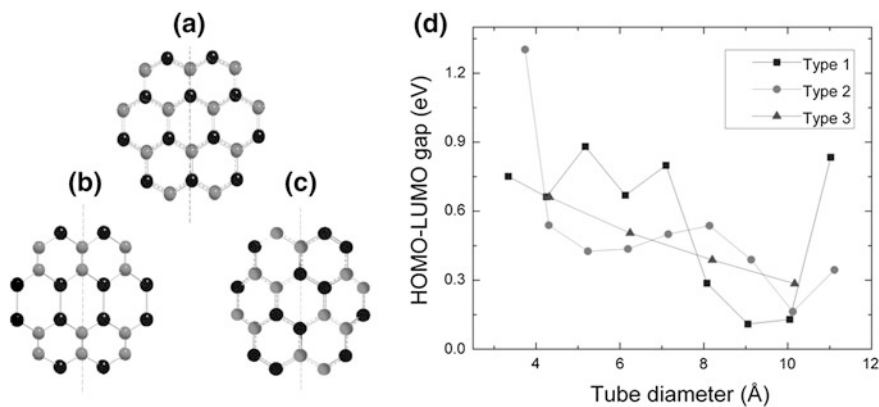 (a)
(b)
(c)
(d)
HOMO-LUMO gap (eV)
1.2
0.9
0.6
0.3
0.0
Type 1
Type 2
Type 3
4
6
8
10
12
Tube diameter (Å)